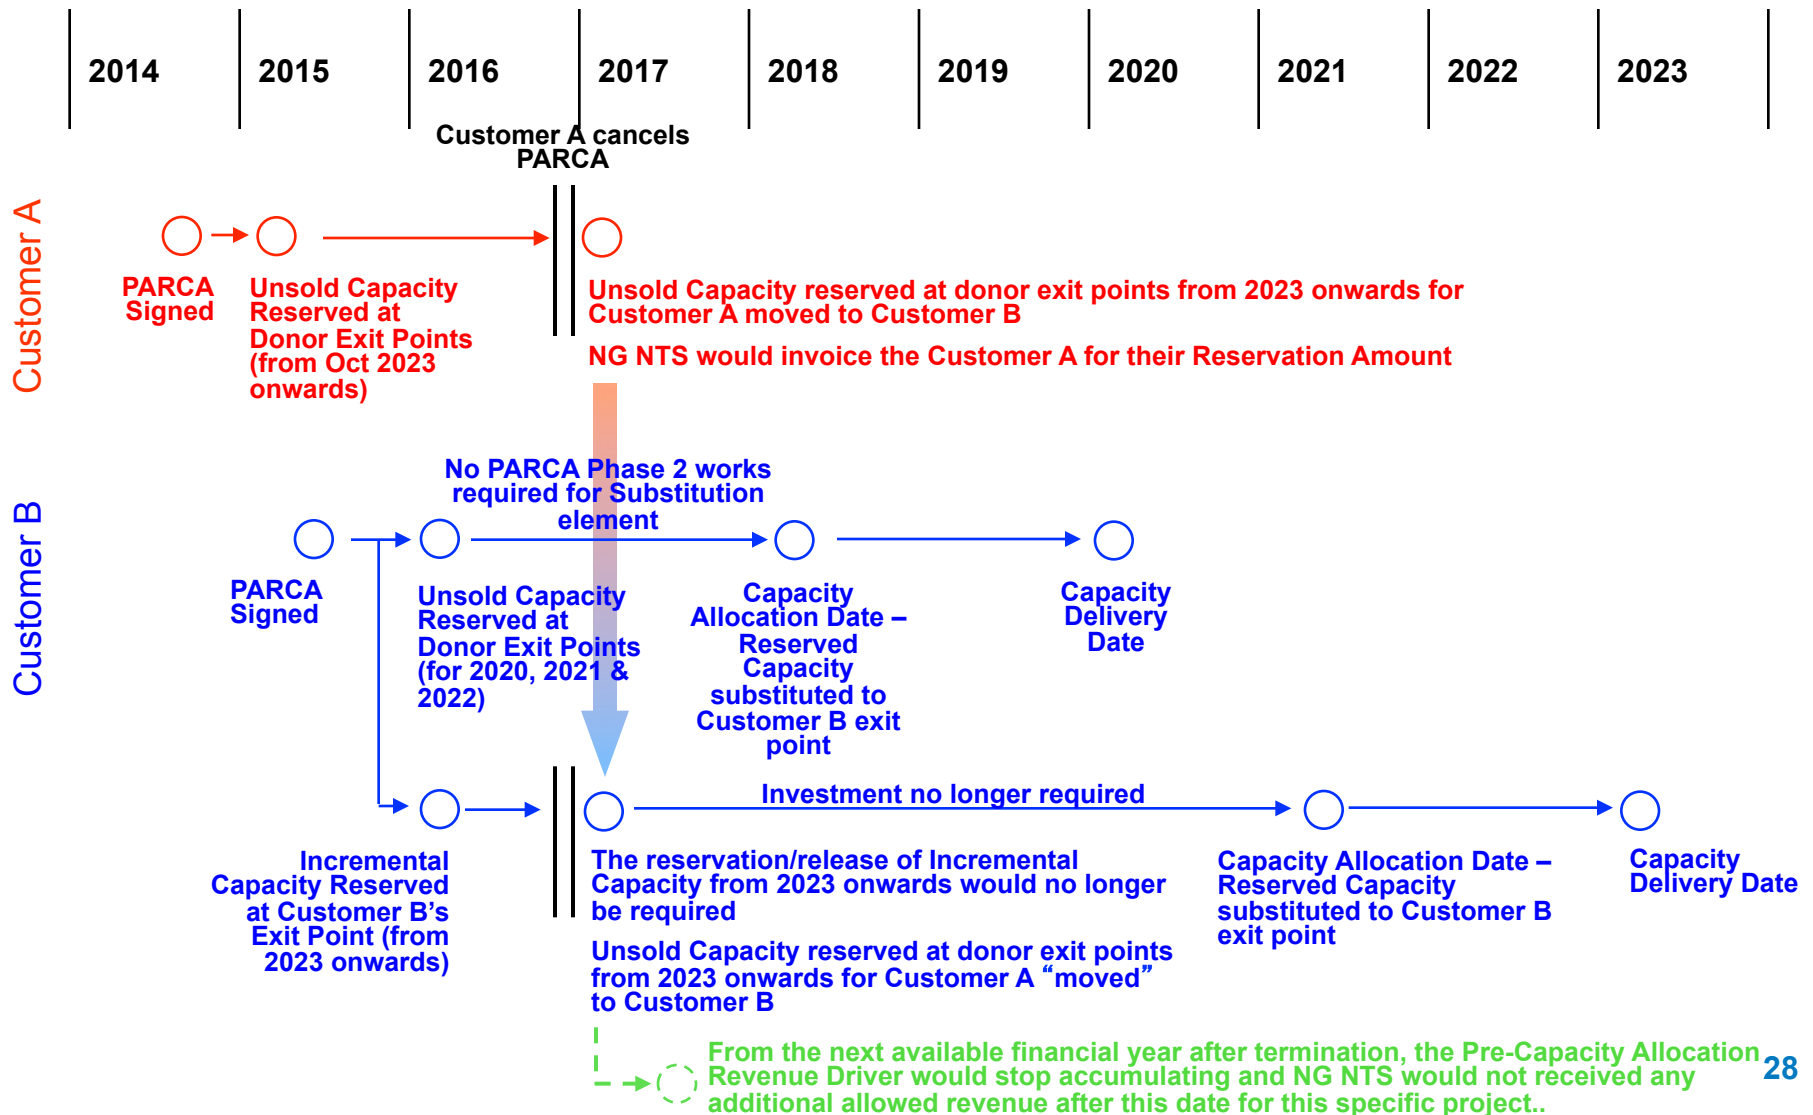 2014 2015 2016 2017 2018 2019 2020 2021 2022 2023
Customer A cancels
PARCA
Customer A
PARCA
Signed
Unsold Capacity
Reserved at
Donor Exit Points
(from Oct 2023
onwards)
Unsold Capacity reserved at donor exit points from 2023 onwards for
Customer A moved to Customer B
NG NTS would invoice the Customer A for their Reservation Amount
Customer B
No PARCA Phase 2 works
required for Substitution
element
PARCA
Signed
Unsold Capacity
Reserved at
Donor Exit Points
(for 2020, 2021 &
2022)
Capacity
Allocation Date –
Reserved
Capacity
substituted to
Customer B exit
point
Capacity
Delivery
Date
Investment no longer required
Incremental
Capacity Reserved
at Customer B’s
Exit Point (from
2023 onwards)
The reservation/release of Incremental
Capacity from 2023 onwards would no longer
be required
Unsold Capacity reserved at donor exit points
from 2023 onwards for Customer A “moved”
to Customer B
Capacity Allocation Date –
Reserved Capacity
substituted to Customer B
exit point
Capacity
Delivery Date
From the next available financial year after termination, the Pre-Capacity Allocation
Revenue Driver would stop accumulating and NG NTS would not received any
additional allowed revenue after this date for this specific project..
28